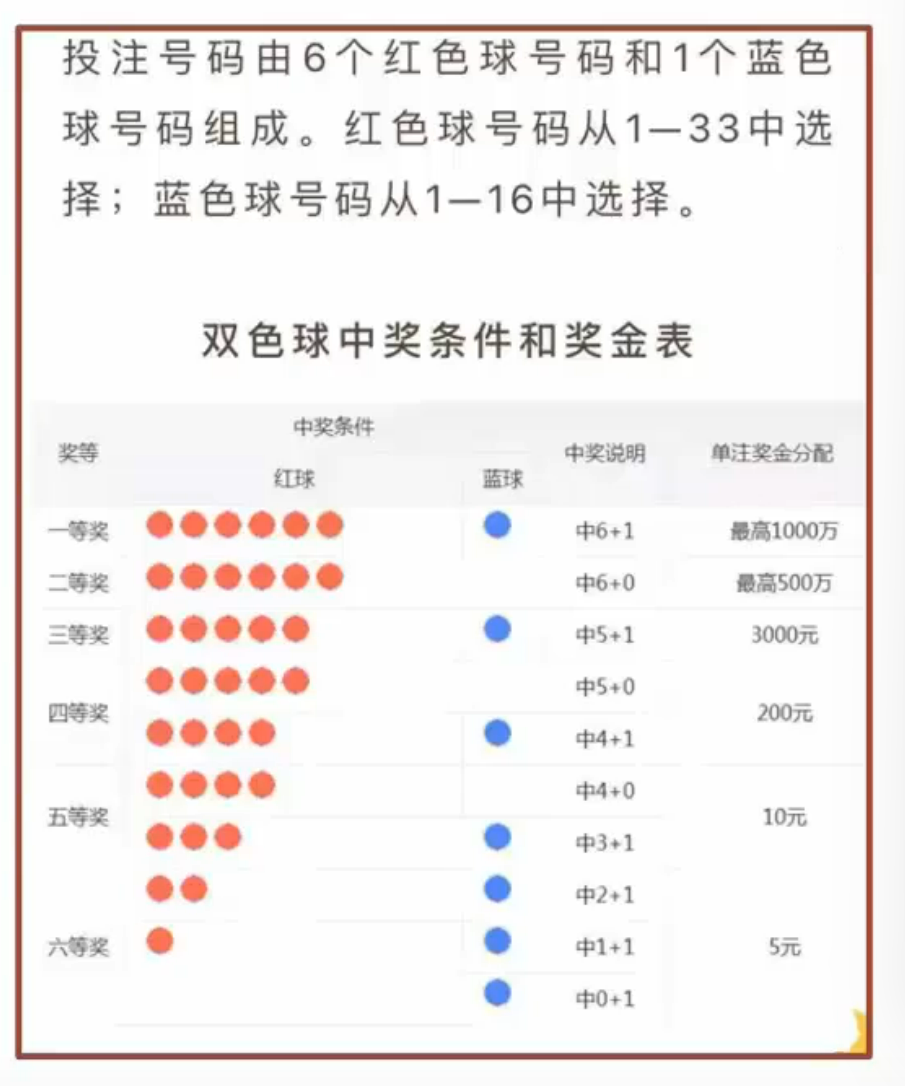 投注号码由6个红色球号码和1个蓝色
球号码组成。红色球号码从1—33中选
择；蓝色球号码从1—16中选择。
双色球中奖条件和奖金表
奖等 中奖条件 中奖说明 单注奖金分配
红球 蓝球
一等奖 中6+1 最高1000万
二等奖 中6+0 最高500万
三等奖 中5+1 3000元
中5+0
四等奖 200元
中4+1
中4+0
五等奖 10元
中3+1
中2+1
六等奖 中1+1 5元
中0+1